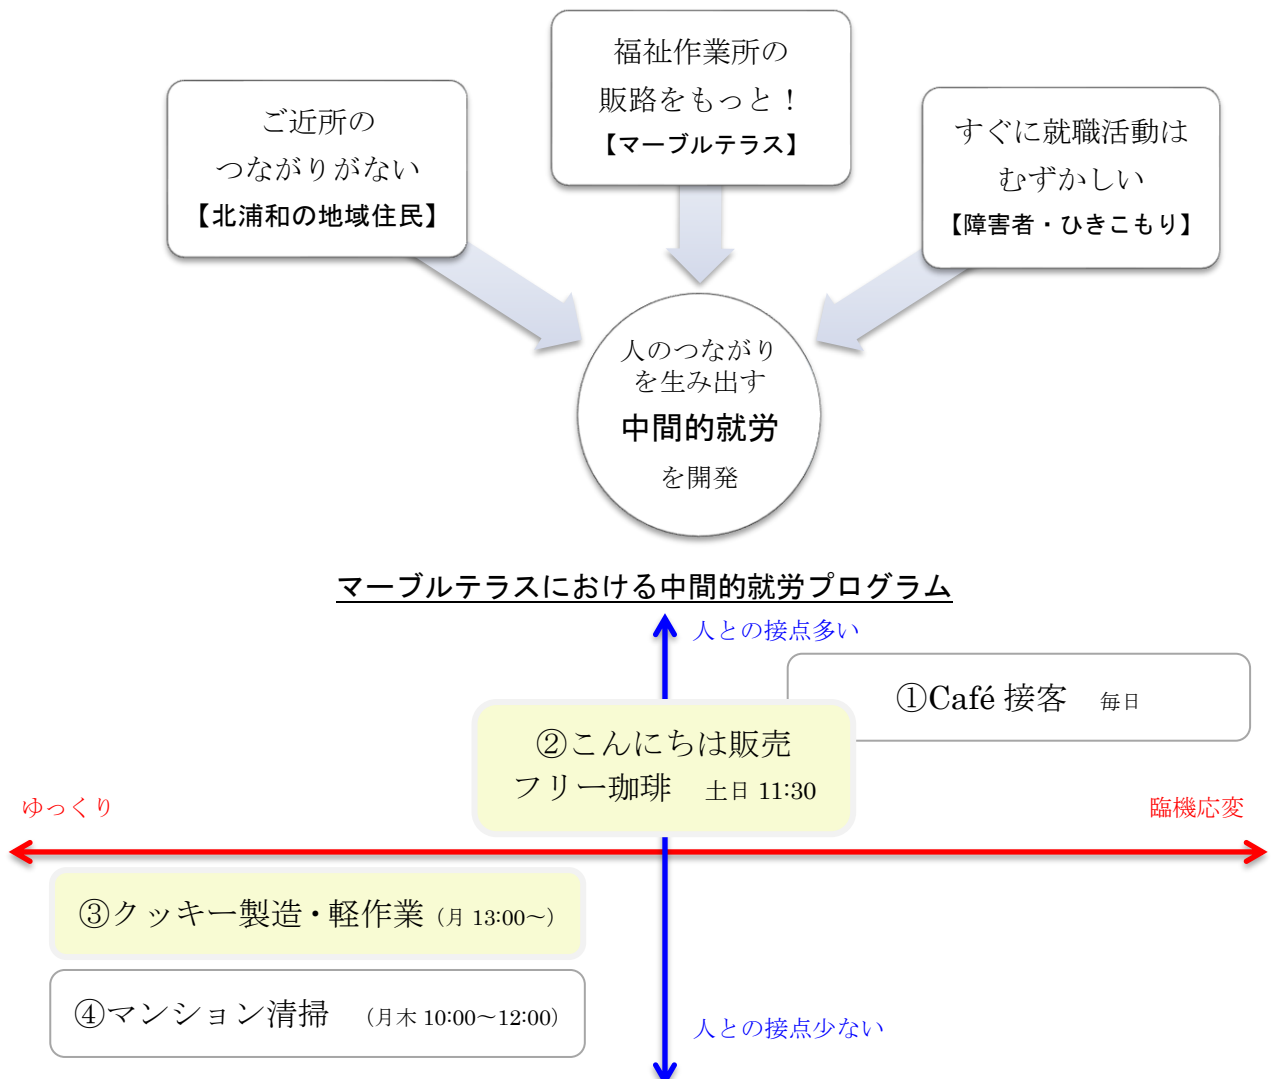 福祉作業所の
販路をもっと！
【マーブルテラス】
ご近所の
つながりがない
【北浦和の地域住民】
すぐに就職活動は
むずかしい
【障害者・ひきこもり】
人のつながり
を生み出す
中間的就労
を開発
マーブルテラスにおける中間的就労プログラム
人との接点多い
①Café 接客　毎日
②こんにちは販売
フリー珈琲　土日 11:30
ゆっくり
臨機応変
③クッキー製造・軽作業（月 13:00～）
④マンション清掃　（月木 10:00～12:00）
人との接点少ない